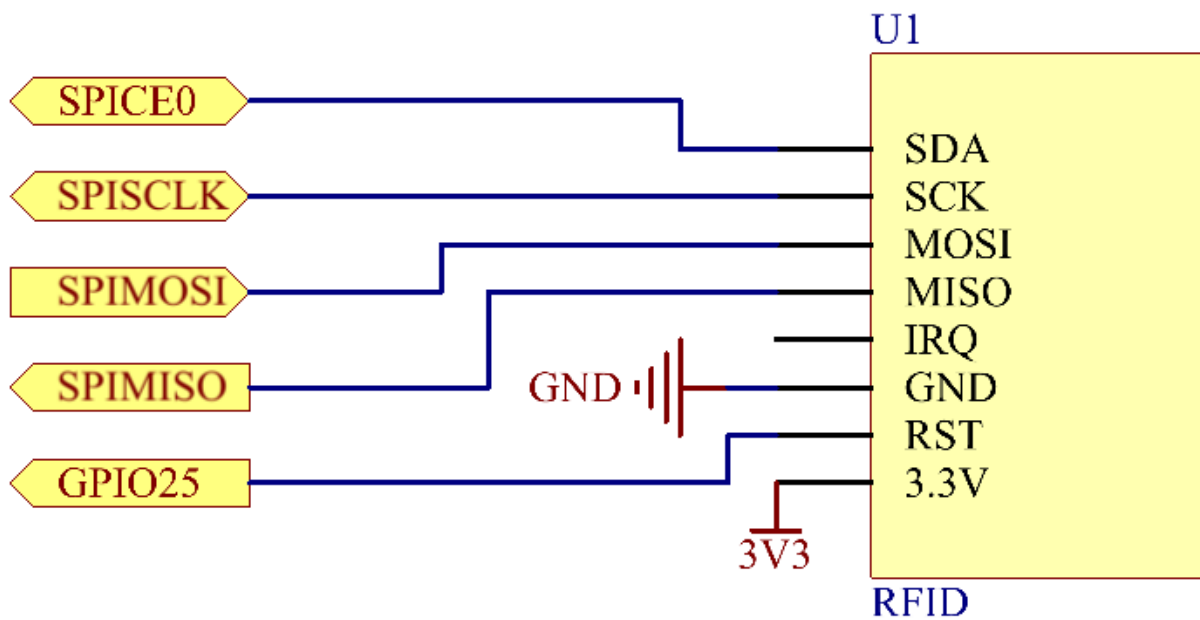 U1
SPICE0
SDA
SPISCLK
SCK
MOSI
SPIMOSI
MISO
IRQ
SPIMISO
GND
GND
RST
GPIO25
3.3V
3V3
RFID